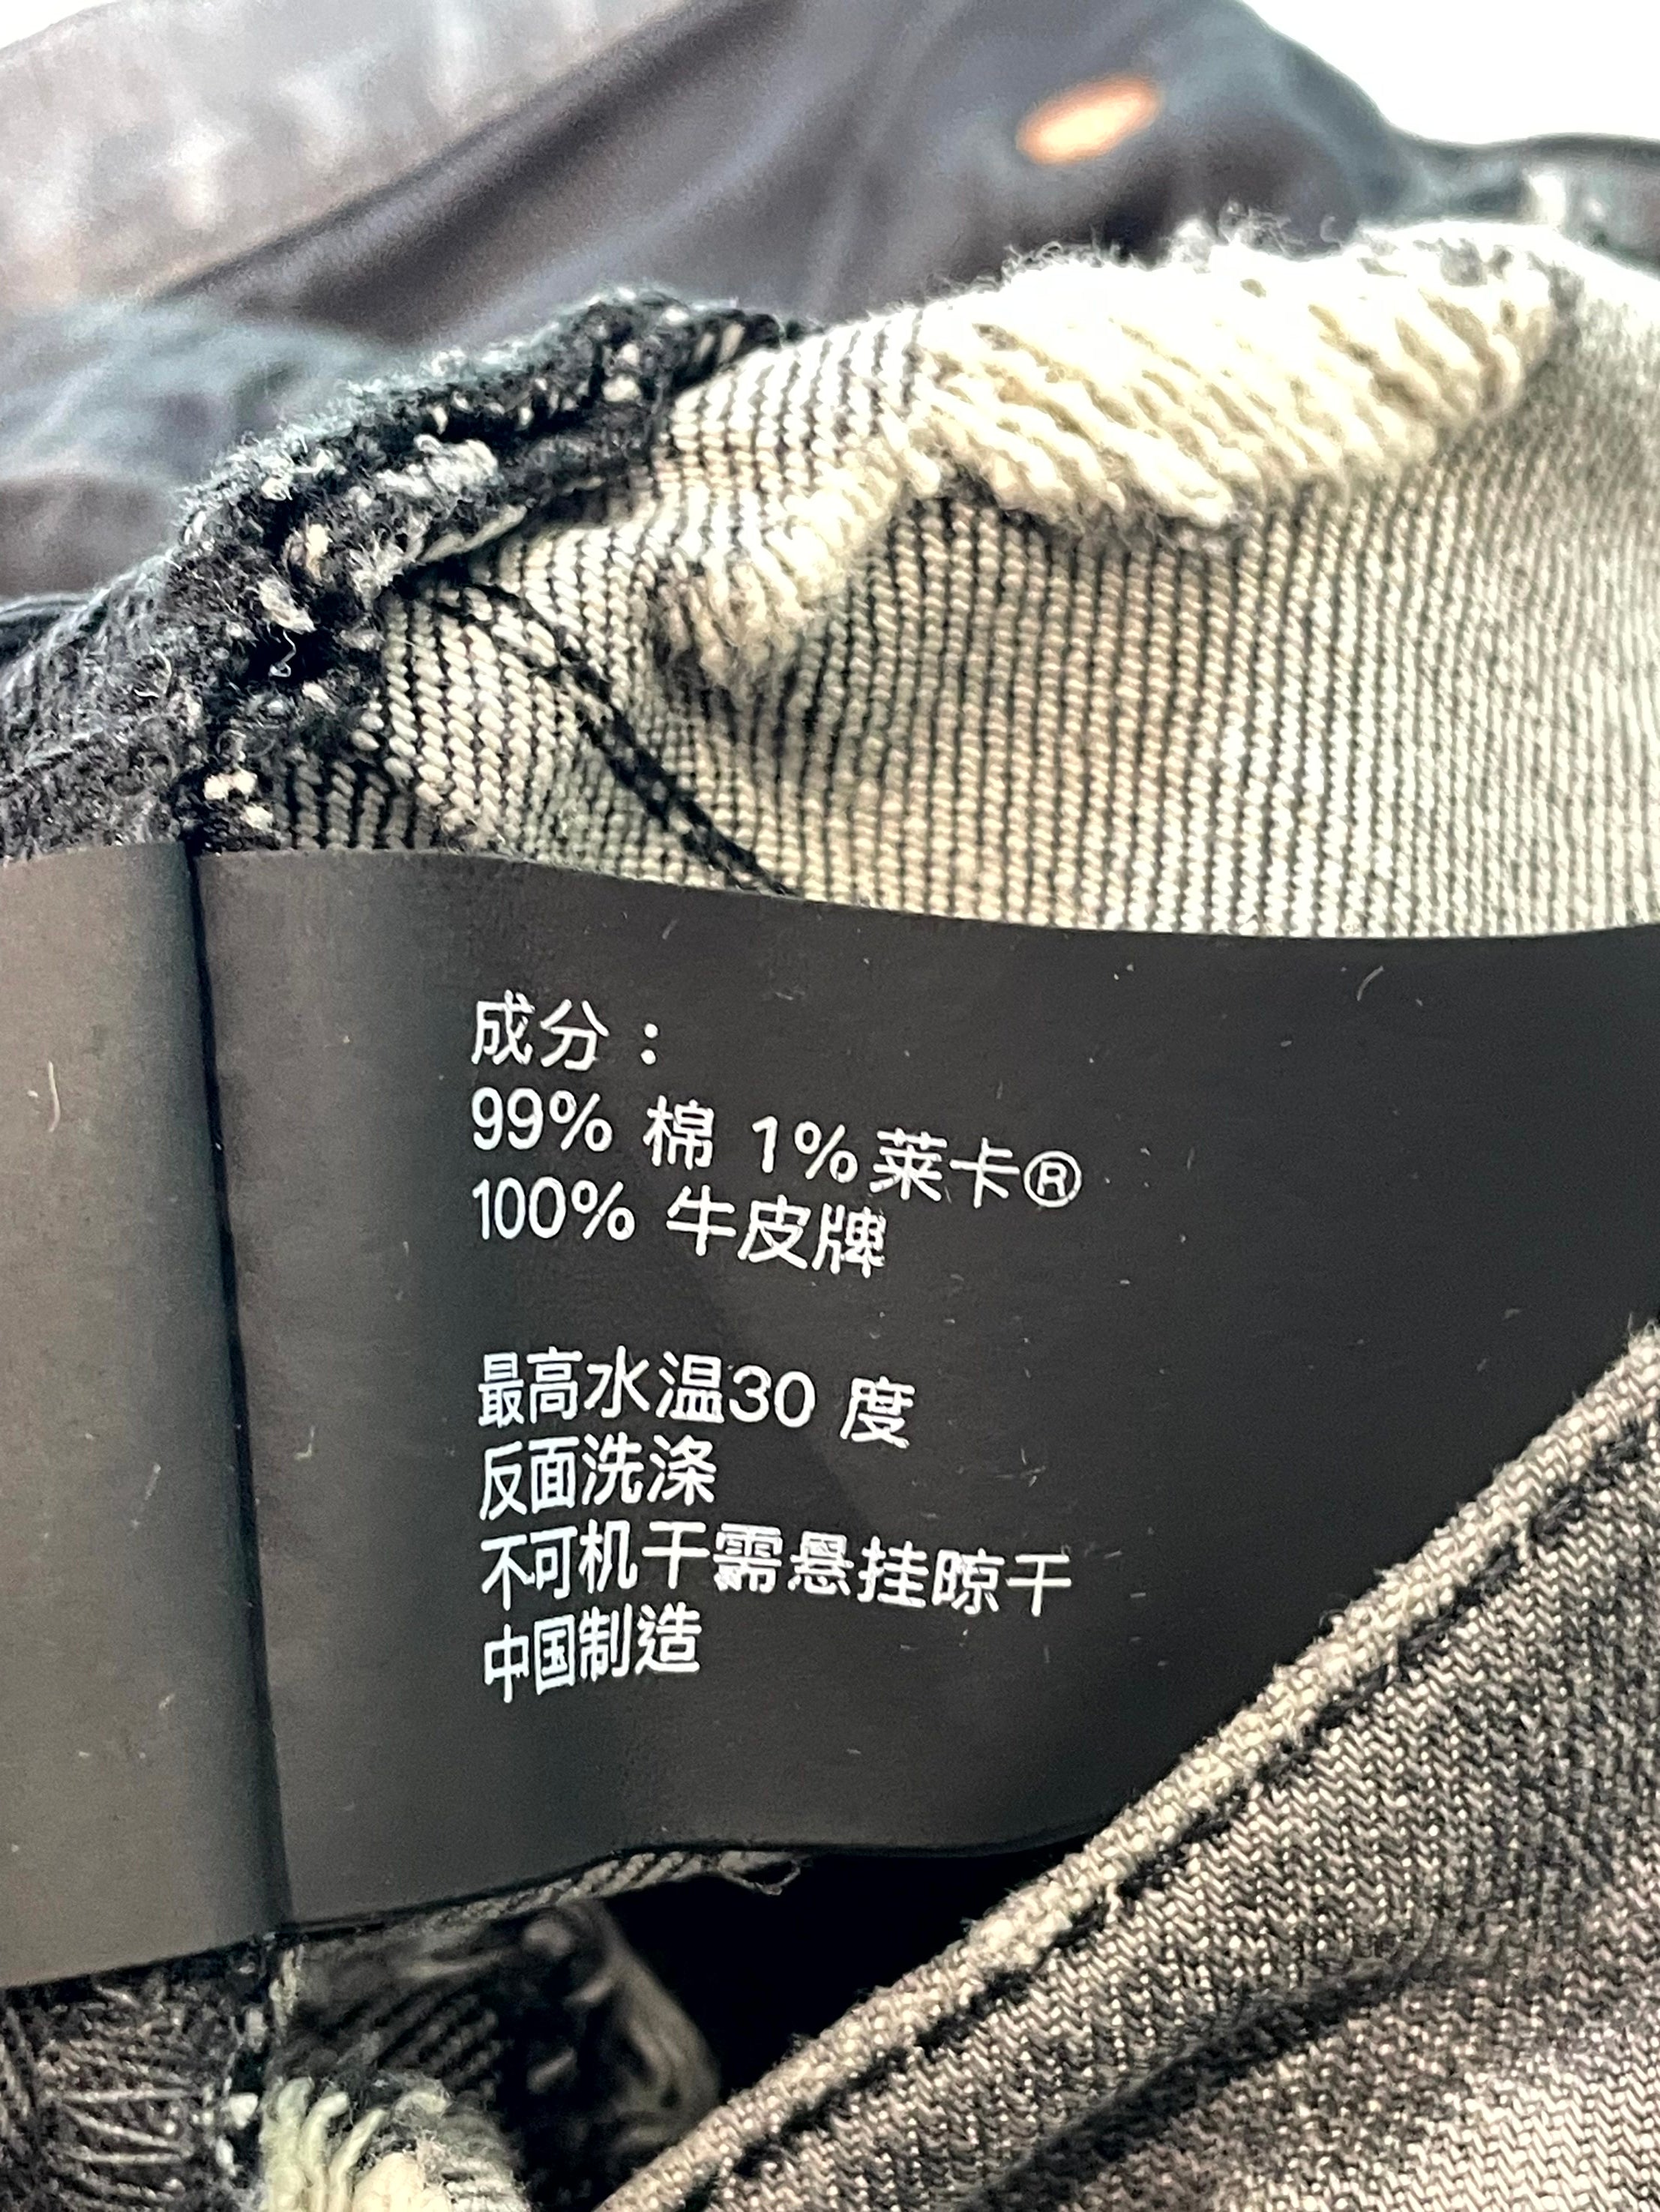 成分：
99% 棉 1%莱卡®
100% 牛皮牌
最高水温30 度
反面洗涤
不可机干需悬挂晾干
中国制造